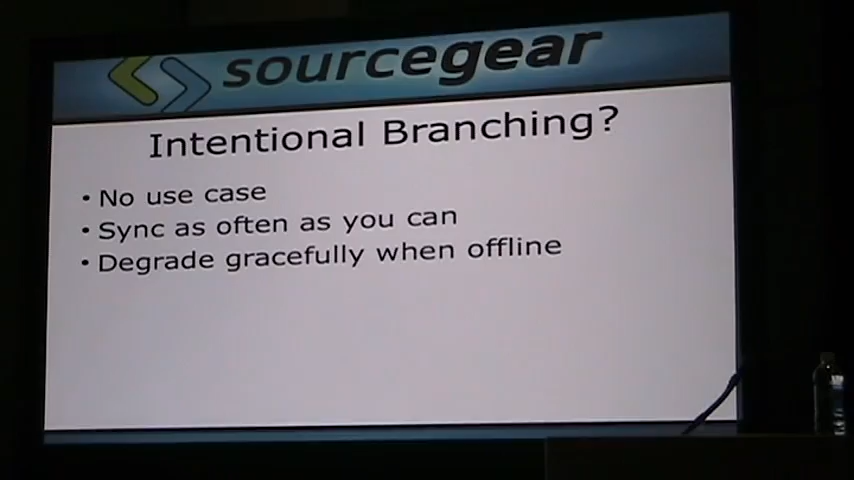 sourcegear
Intentional Branching?
• No use case
• Sync as often as you can
• Degrade gracefully when offline